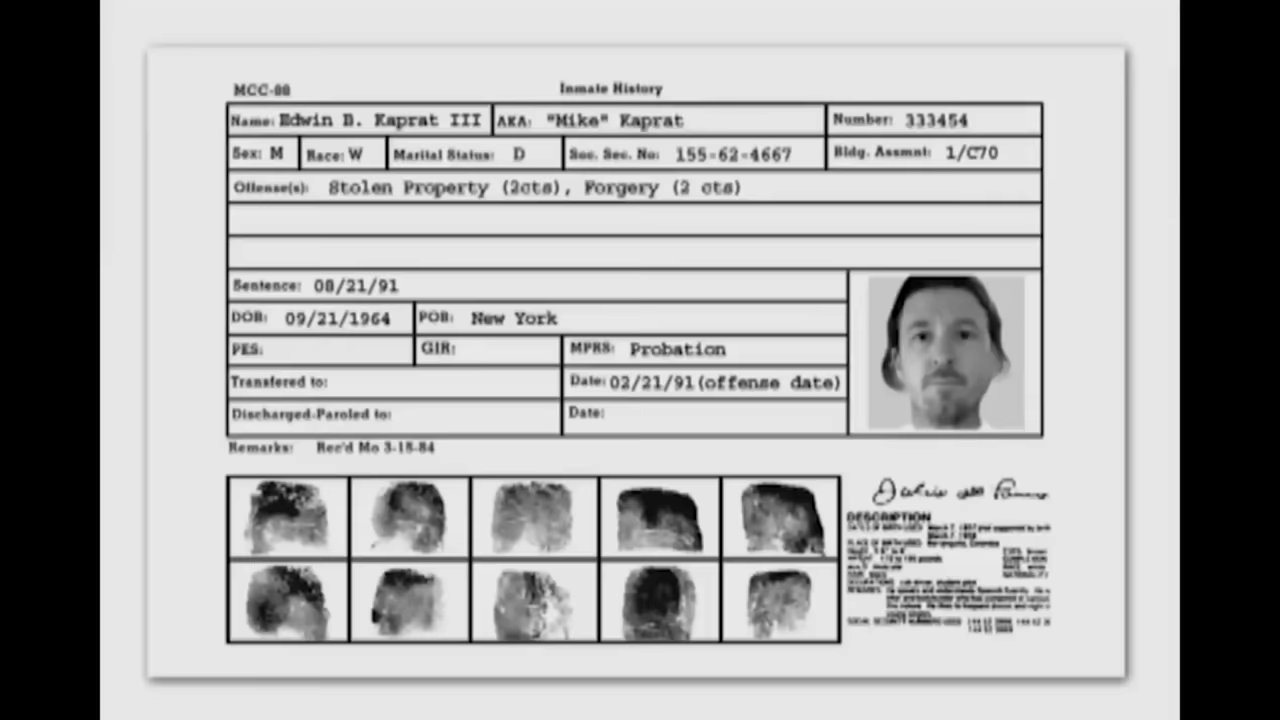 MCC-88 Inmate History
Name: Edwin B. Kaprat III AKA: "Mike" Kaprat Number: 333454
Sex: M Race: W Marital Status: D Soc. Sec. No: 155-62-4667 Bldg. Assmnt: 1/C70
Offense(s): Stolen Property (2cts), Forgery (2 cts)
Sentence: 08/21/91
DOB: 09/21/1964 POB: New York
PES: GIR: MPRS: Probation
Transfered to: Date: 02/21/91(offense date)
Discharged-Paroled to: Date:
Remarks: Rec'd Mo 3-15-84
DESCRIPTION